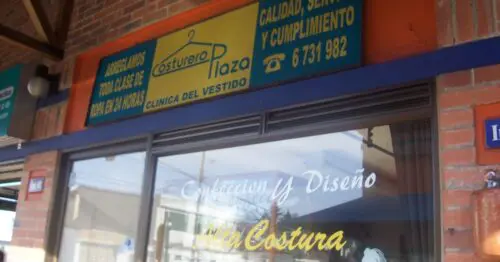 ARREGLAMOS
TODA CLASE DE
ROPA EN 24 HORAS
Costurero
Plaza
CLINICA DEL VESTIDO
CALIDAD,
Y CUMPLIMIENTO
6 731 982
Confeccion y Diseño
Alta Costura